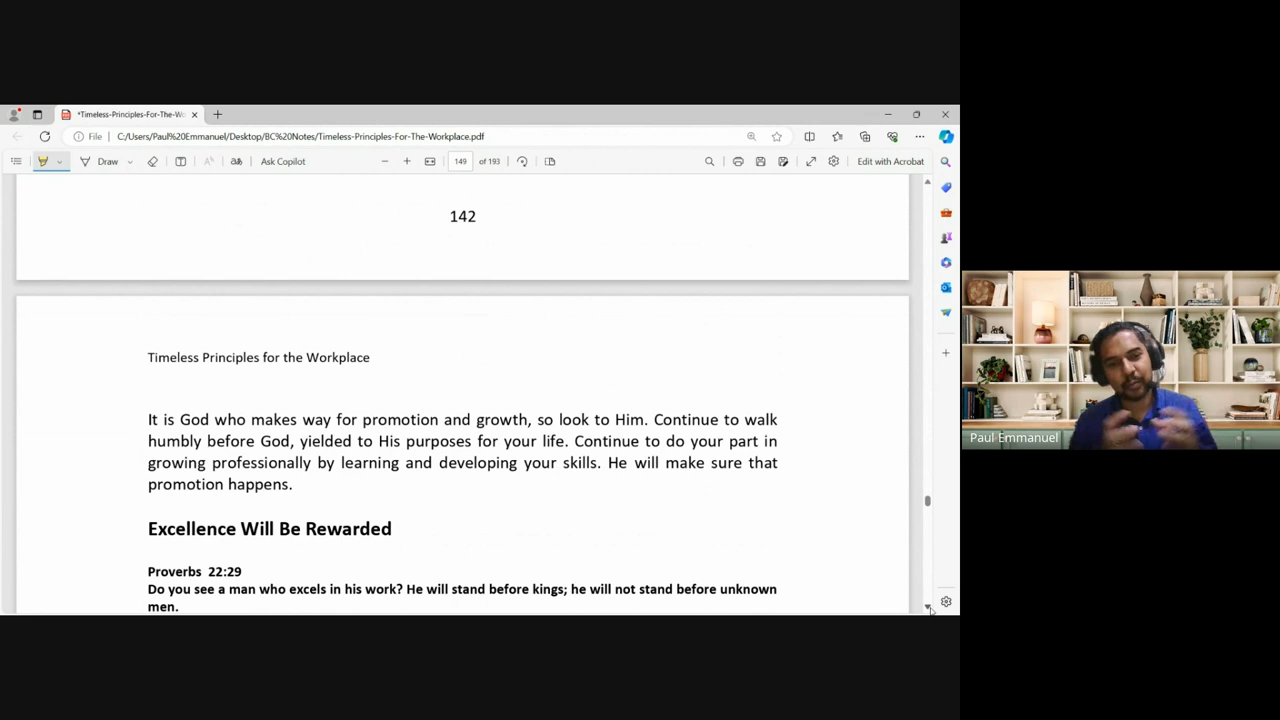 *Timeless-Principles-For-The-Wo
File
C:/Users/Paul%20Emmanuel/Desktop/BC%20Notes/Timeless-Principles-For-The-Workplace.pdf
Draw
Ask Copilot
149 of 193
Edit with Acrobat
142
Timeless Principles for the Workplace
It is God who makes way for promotion and growth, so look to Him. Continue to walk
humbly before God, yielded to His purposes for your life. Continue to do your part in
growing professionally by learning and developing your skills. He will make sure that
promotion happens.
Excellence Will Be Rewarded
Proverbs 22:29
Do you see a man who excels in his work? He will stand before kings; he will not stand before unknown
men.
Paul Emmanuel